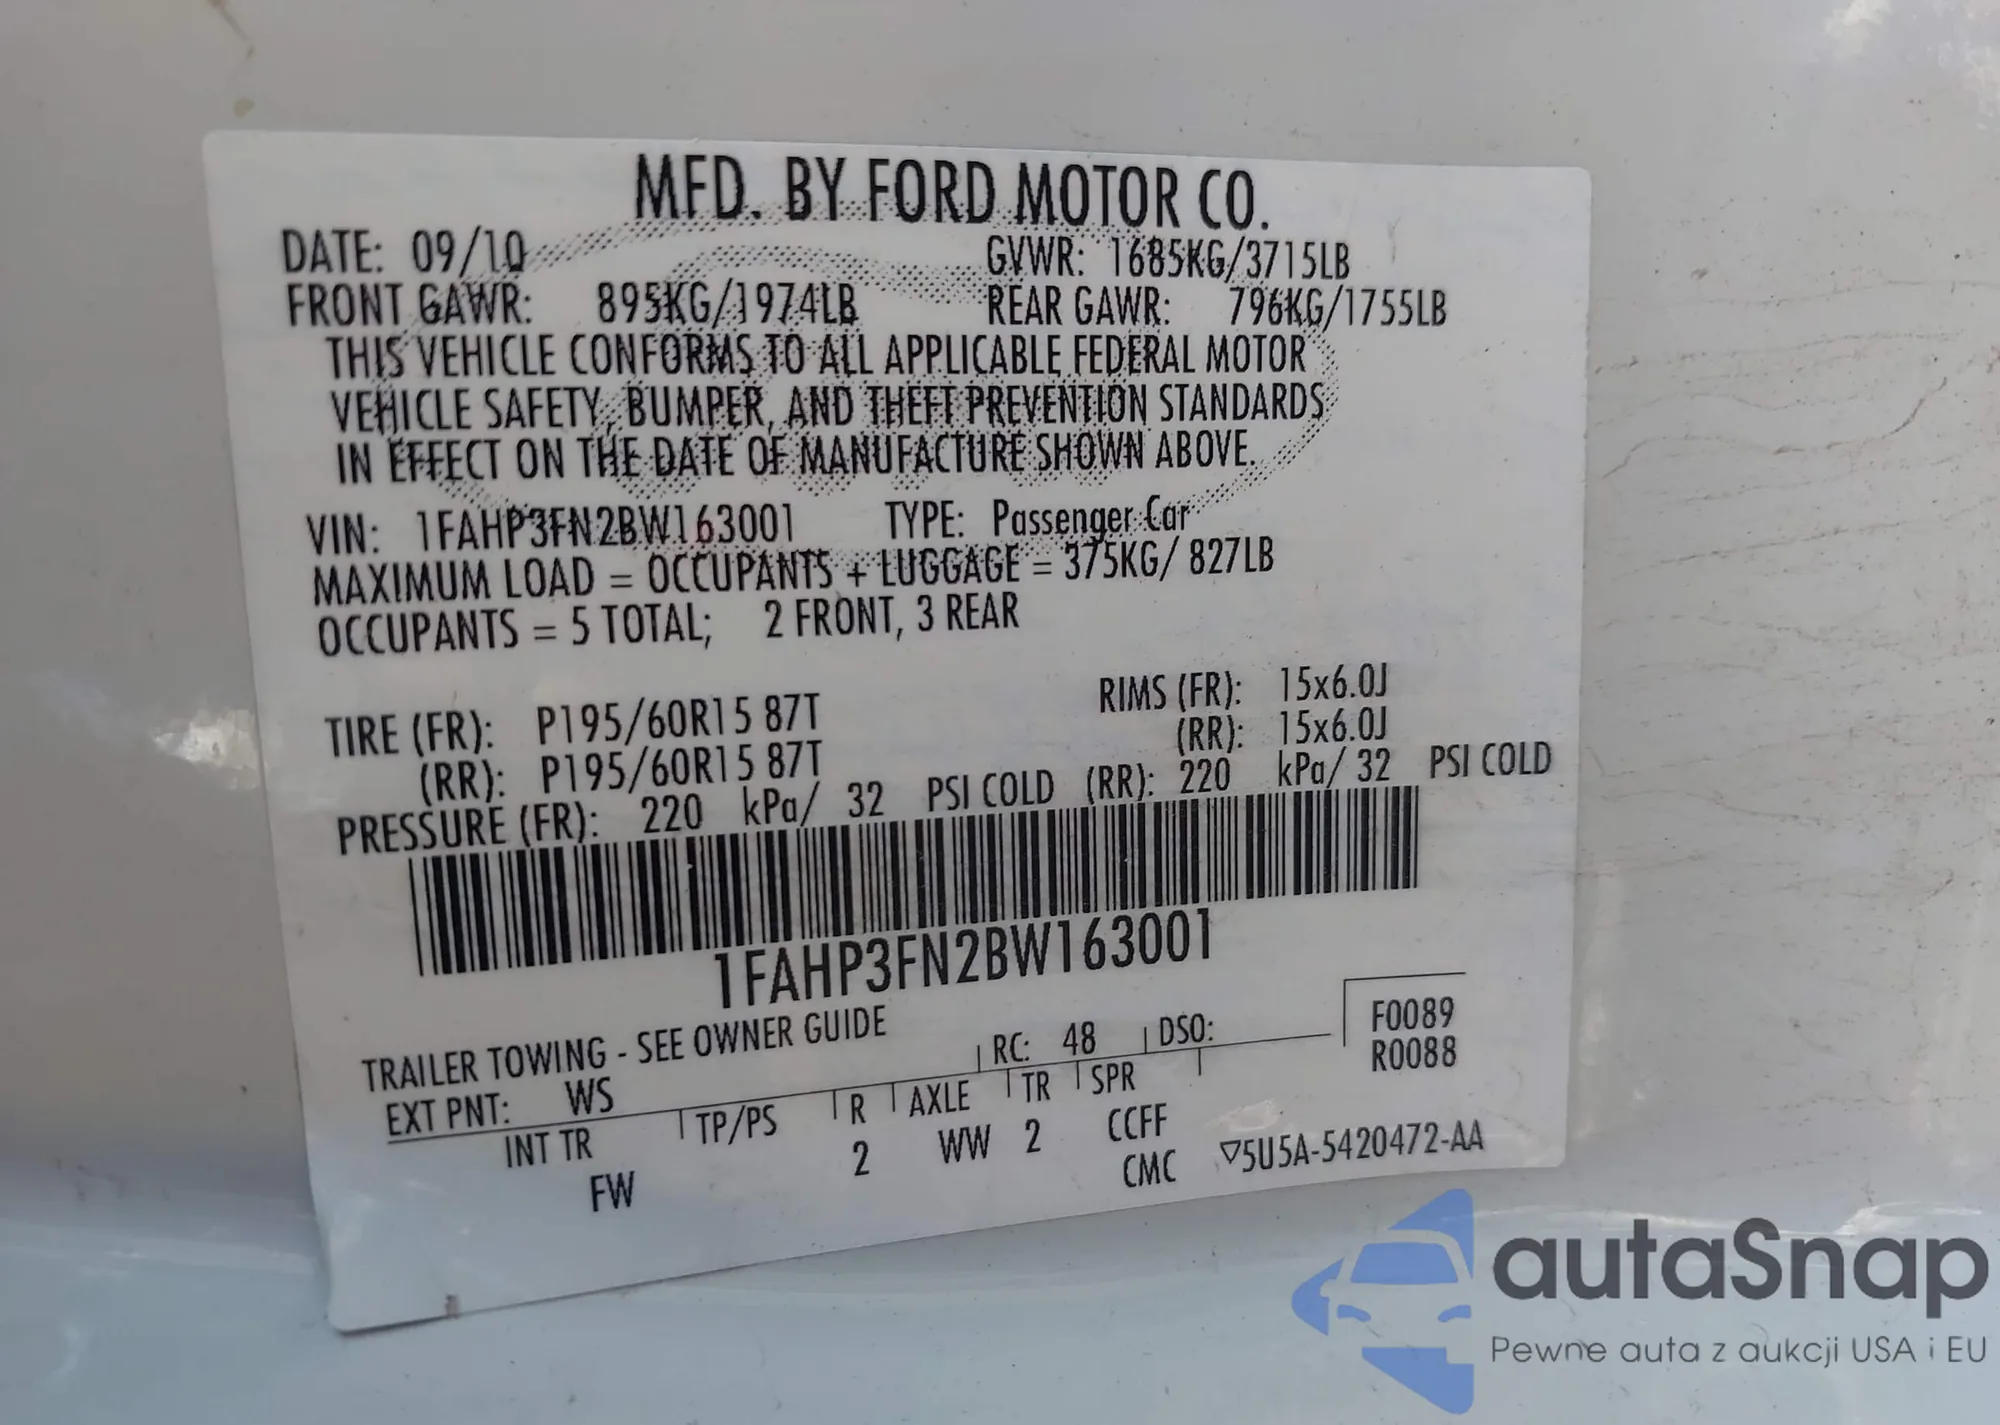 MFD. BY FORD MOTOR CO.
DATE: 09/10 GVWR: 1685KG/3715LB
FRONT GAWR: 895KG/1974LB REAR GAWR: 796KG/1755LB
THIS VEHICLE CONFORMS TO ALL APPLICABLE FEDERAL MOTOR
VEHICLE SAFETY, BUMPER, AND THEFT PREVENTION STANDARDS
IN EFFECT ON THE DATE OF MANUFACTURE SHOWN ABOVE.
VIN: 1FAHP3FN2BW163001 TYPE: Passenger Car
MAXIMUM LOAD = OCCUPANTS + LUGGAGE = 375KG/ 827LB
OCCUPANTS = 5 TOTAL; 2 FRONT, 3 REAR
TIRE (FR): P195/60R15 87T RIMS (FR): 15x6.0J
(RR): P195/60R15 87T (RR): 15x6.0J
PRESSURE (FR): 220 kPa/ 32 PSI COLD (RR): 220 kPa/ 32 PSI COLD
1FAHP3FN2BW163001
TRAILER TOWING - SEE OWNER GUIDE
EXT PNT: WS RC: 48 DSO: F0089
R0088
INT TR TP/PS R AXLE TR SPR
FW 2 WW 2 CCFF
CMC ▽5U5A-5420472-AA
autaSnap
Pewne auta z aukcji USA i EU